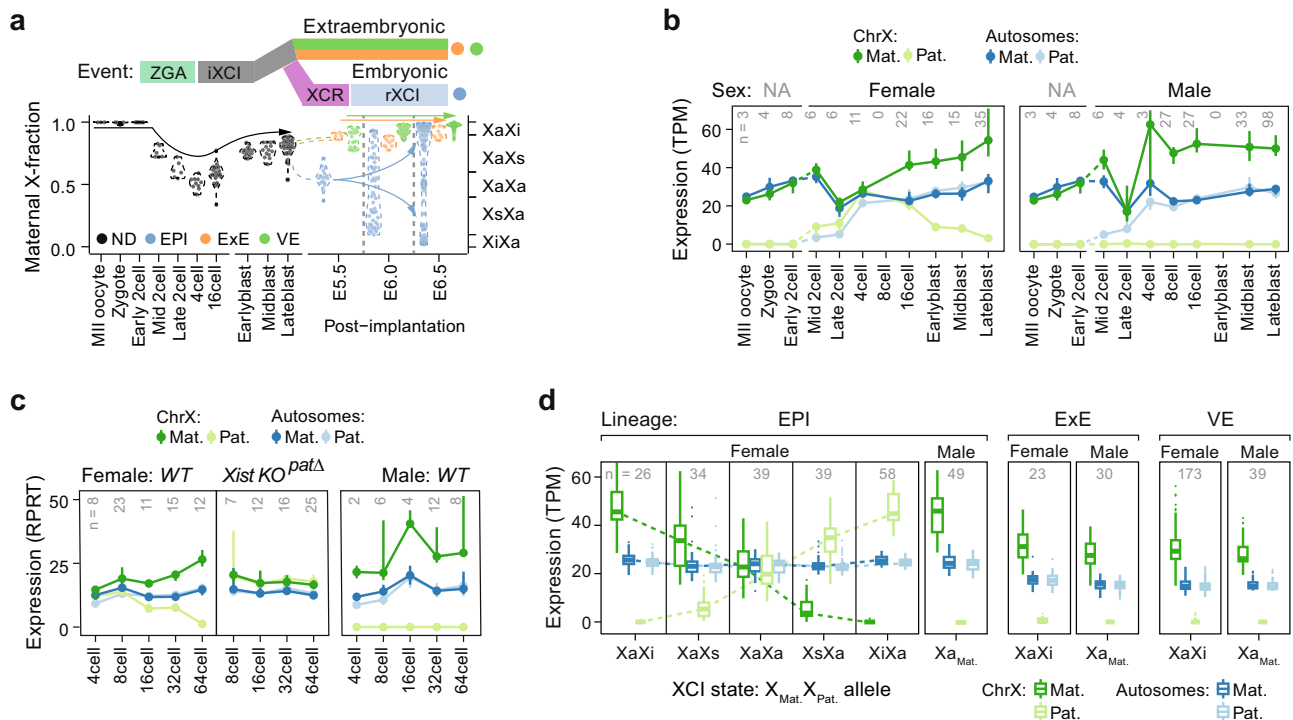 a
Extraembryonic
Event: ZGA iXCI
Embryonic
XCR rXCI
Maternal X-fraction
1.0
0.5
0.0
XaXi
XaXs
XaXa
XsXa
XiXa
ND EPI ExE VE
MII oocyte
Zygote
Early 2cell
Mid 2cell
Late 2cell
4cell
16cell
Earlyblast
Midblast
Lateblast
E5.5
E6.0
E6.5
Post−implantation
b
ChrX: Autosomes:
Mat. Pat. Mat. Pat.
Sex: NA Female NA Male
Expression (TPM)
60
40
20
0
n = 3 4 8 6 6 11 0 22 16 15 35
3 4 8 6 4 3 27 27 0 33 98
MII oocyte
Zygote
Early 2cell
Mid 2cell
Late 2cell
4cell
8cell
16cell
Earlyblast
Midblast
Lateblast
MII oocyte
Zygote
Early 2cell
Mid 2cell
Late 2cell
4cell
8cell
16cell
Earlyblast
Midblast
Lateblast
c
ChrX: Autosomes:
Mat. Pat. Mat. Pat.
Female: WT Xist KO patΔ Male: WT
Expression (RPRT)
50
25
0
n = 8 23 11 15 12
7 12 16 25
2 6 4 12 8
4cell
8cell
16cell
32cell
64cell
8cell
16cell
32cell
64cell
4cell
8cell
16cell
32cell
64cell
d
Lineage: EPI ExE VE
Female Male Female Male Female Male
Expression (TPM)
60
40
20
0
n = 26 34 39 39 58 49 23 30 173 39
XaXi XaXs XaXa XsXa XiXa XaMat. XaXi XaMat. XaXi XaMat.
XCI state: XMat. XPat. allele
ChrX: Mat. Autosomes: Mat.
Pat. Pat.